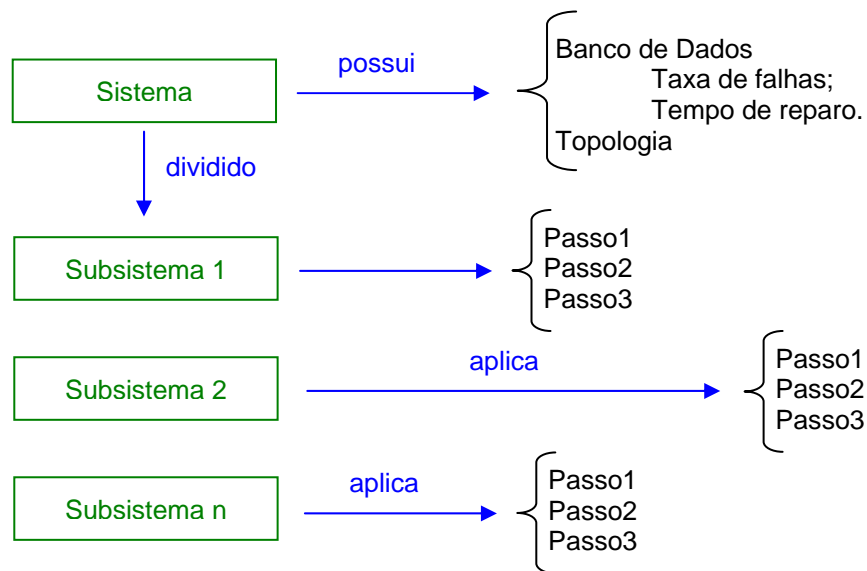 possui
Sistema
Banco de Dados
Taxa de falhas;
Tempo de reparo.
Topologia
dividido
Subsistema 1
Passo1
Passo2
Passo3
Subsistema 2
aplica
Passo1
Passo2
Passo3
Subsistema n
aplica
Passo1
Passo2
Passo3